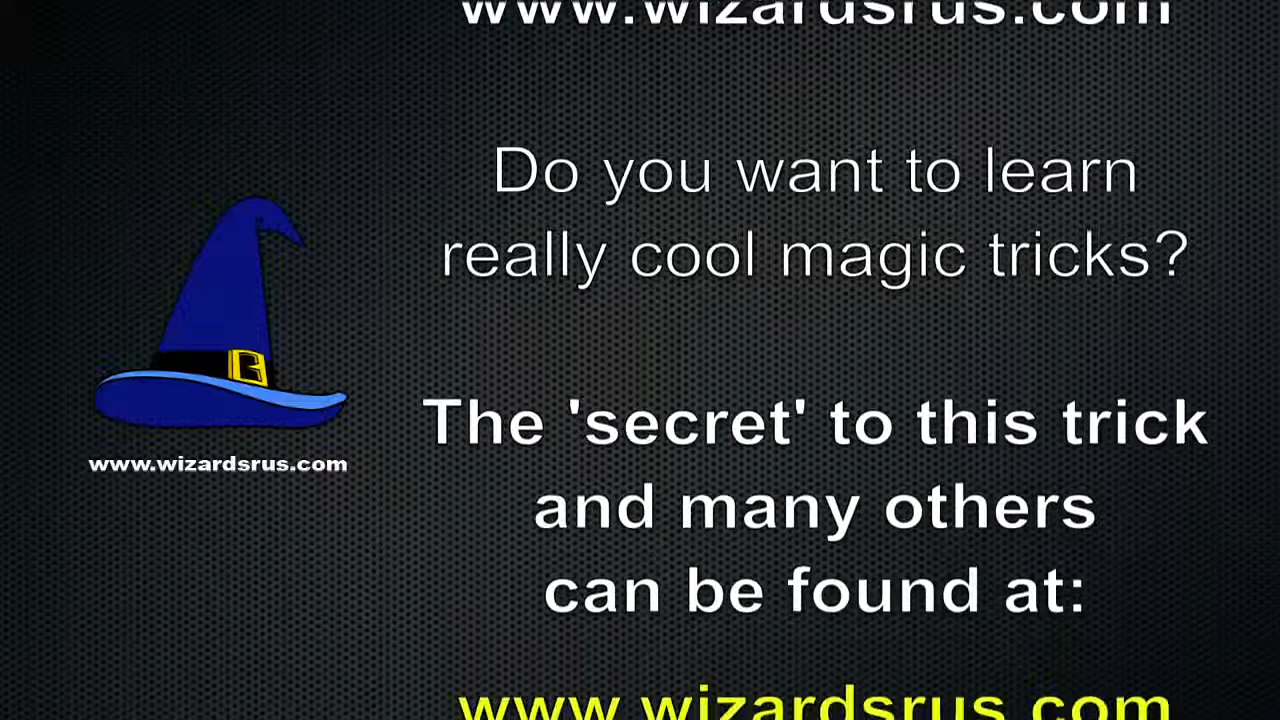 www.wizardsrus.com
Do you want to learn
really cool magic tricks?
www.wizardsrus.com
The 'secret' to this trick
and many others
can be found at:
www.wizardsrus.com